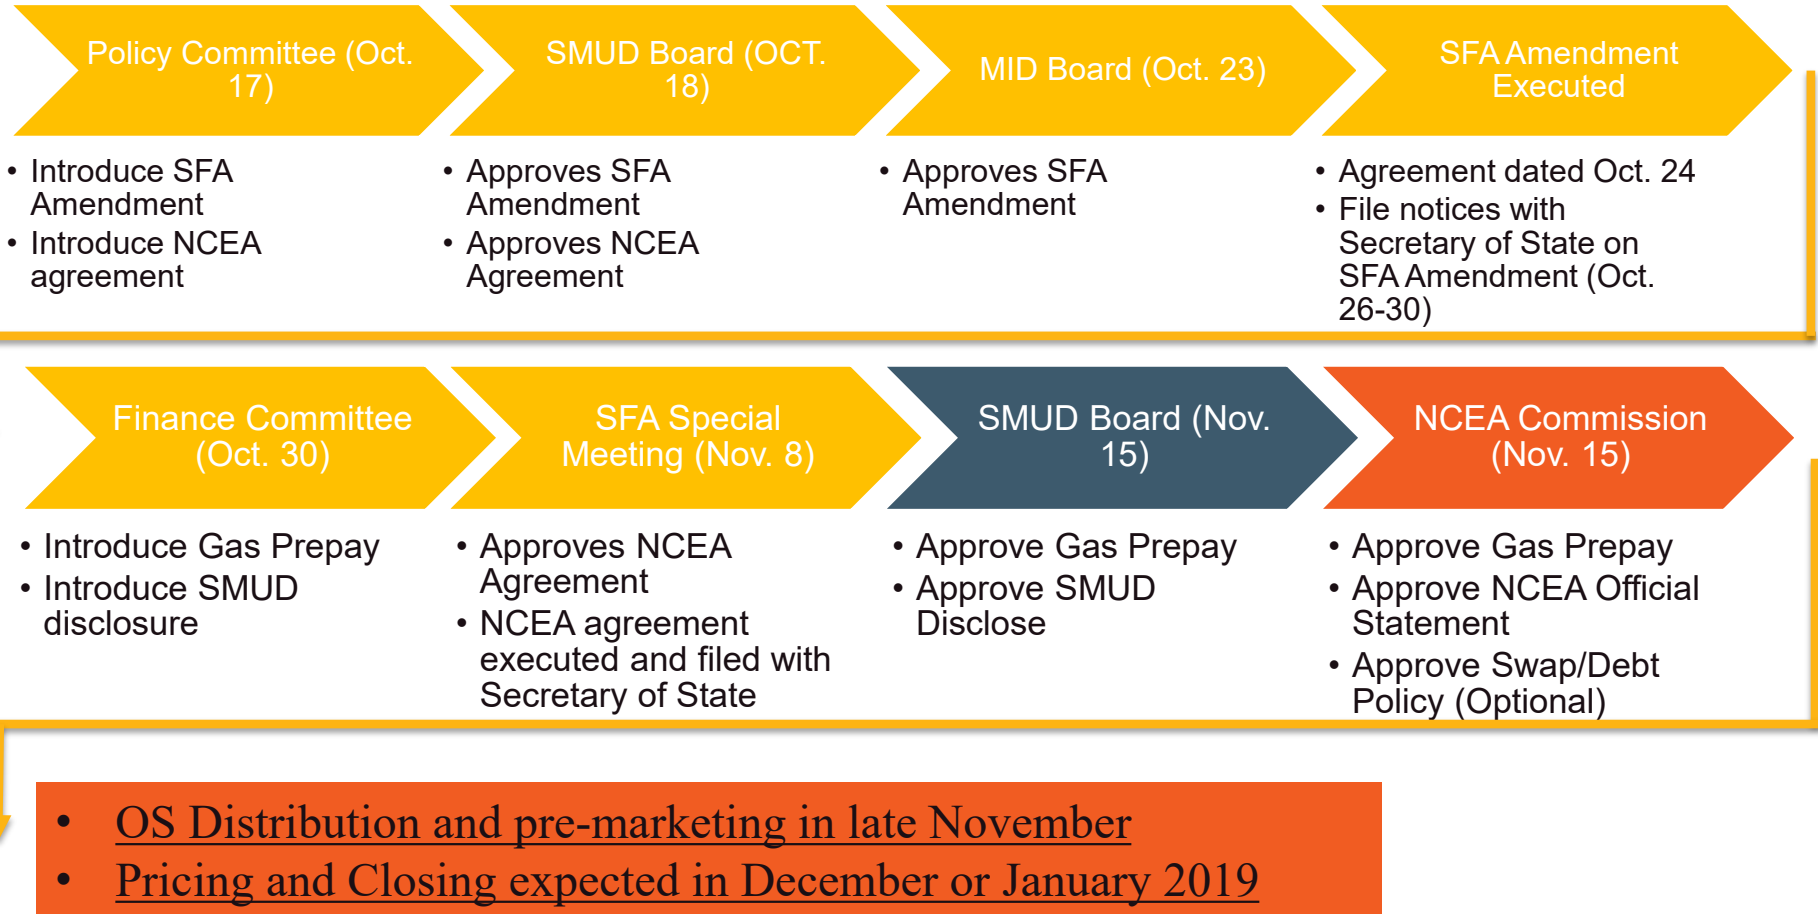 Policy Committee (Oct.
17)
SMUD Board (OCT.
18)
MID Board (Oct. 23)
SFA Amendment
Executed
• Introduce SFA
Amendment
• Introduce NCEA
agreement
• Approves SFA
Amendment
• Approves NCEA
Agreement
• Approves SFA
Amendment
• Agreement dated Oct. 24
• File notices with
Secretary of State on
SFA Amendment (Oct.
26-30)
Finance Committee
(Oct. 30)
SFA Special
Meeting (Nov. 8)
SMUD Board (Nov.
15)
NCEA Commission
(Nov. 15)
• Introduce Gas Prepay
• Introduce SMUD
disclosure
• Approves NCEA
Agreement
• NCEA agreement
executed and filed with
Secretary of State
• Approve Gas Prepay
• Approve SMUD
Disclose
• Approve Gas Prepay
• Approve NCEA Official
Statement
• Approve Swap/Debt
Policy (Optional)
• OS Distribution and pre-marketing in late November
• Pricing and Closing expected in December or January 2019